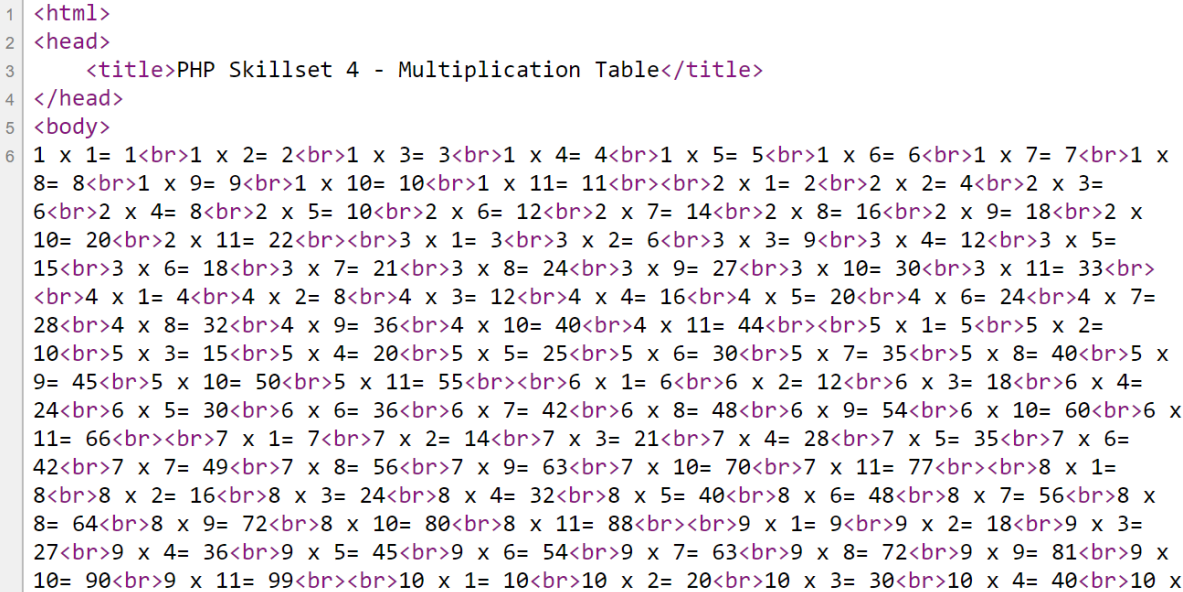 1 <html>
2 <head>
3     <title>PHP Skillset 4 - Multiplication Table</title>
4 </head>
5 <body>
6 1 x 1= 1<br>1 x 2= 2<br>1 x 3= 3<br>1 x 4= 4<br>1 x 5= 5<br>1 x 6= 6<br>1 x 7= 7<br>1 x
8= 8<br>1 x 9= 9<br>1 x 10= 10<br>1 x 11= 11<br><br>2 x 1= 2<br>2 x 2= 4<br>2 x 3=
6<br>2 x 4= 8<br>2 x 5= 10<br>2 x 6= 12<br>2 x 7= 14<br>2 x 8= 16<br>2 x 9= 18<br>2 x
10= 20<br>2 x 11= 22<br><br>3 x 1= 3<br>3 x 2= 6<br>3 x 3= 9<br>3 x 4= 12<br>3 x 5=
15<br>3 x 6= 18<br>3 x 7= 21<br>3 x 8= 24<br>3 x 9= 27<br>3 x 10= 30<br>3 x 11= 33<br>
<br>4 x 1= 4<br>4 x 2= 8<br>4 x 3= 12<br>4 x 4= 16<br>4 x 5= 20<br>4 x 6= 24<br>4 x 7=
28<br>4 x 8= 32<br>4 x 9= 36<br>4 x 10= 40<br>4 x 11= 44<br><br>5 x 1= 5<br>5 x 2=
10<br>5 x 3= 15<br>5 x 4= 20<br>5 x 5= 25<br>5 x 6= 30<br>5 x 7= 35<br>5 x 8= 40<br>5 x
9= 45<br>5 x 10= 50<br>5 x 11= 55<br><br>6 x 1= 6<br>6 x 2= 12<br>6 x 3= 18<br>6 x 4=
24<br>6 x 5= 30<br>6 x 6= 36<br>6 x 7= 42<br>6 x 8= 48<br>6 x 9= 54<br>6 x 10= 60<br>6 x
11= 66<br><br>7 x 1= 7<br>7 x 2= 14<br>7 x 3= 21<br>7 x 4= 28<br>7 x 5= 35<br>7 x 6=
42<br>7 x 7= 49<br>7 x 8= 56<br>7 x 9= 63<br>7 x 10= 70<br>7 x 11= 77<br><br>8 x 1=
8<br>8 x 2= 16<br>8 x 3= 24<br>8 x 4= 32<br>8 x 5= 40<br>8 x 6= 48<br>8 x 7= 56<br>8 x
8= 64<br>8 x 9= 72<br>8 x 10= 80<br>8 x 11= 88<br><br>9 x 1= 9<br>9 x 2= 18<br>9 x 3=
27<br>9 x 4= 36<br>9 x 5= 45<br>9 x 6= 54<br>9 x 7= 63<br>9 x 8= 72<br>9 x 9= 81<br>9 x
10= 90<br>9 x 11= 99<br><br>10 x 1= 10<br>10 x 2= 20<br>10 x 3= 30<br>10 x 4= 40<br>10 x